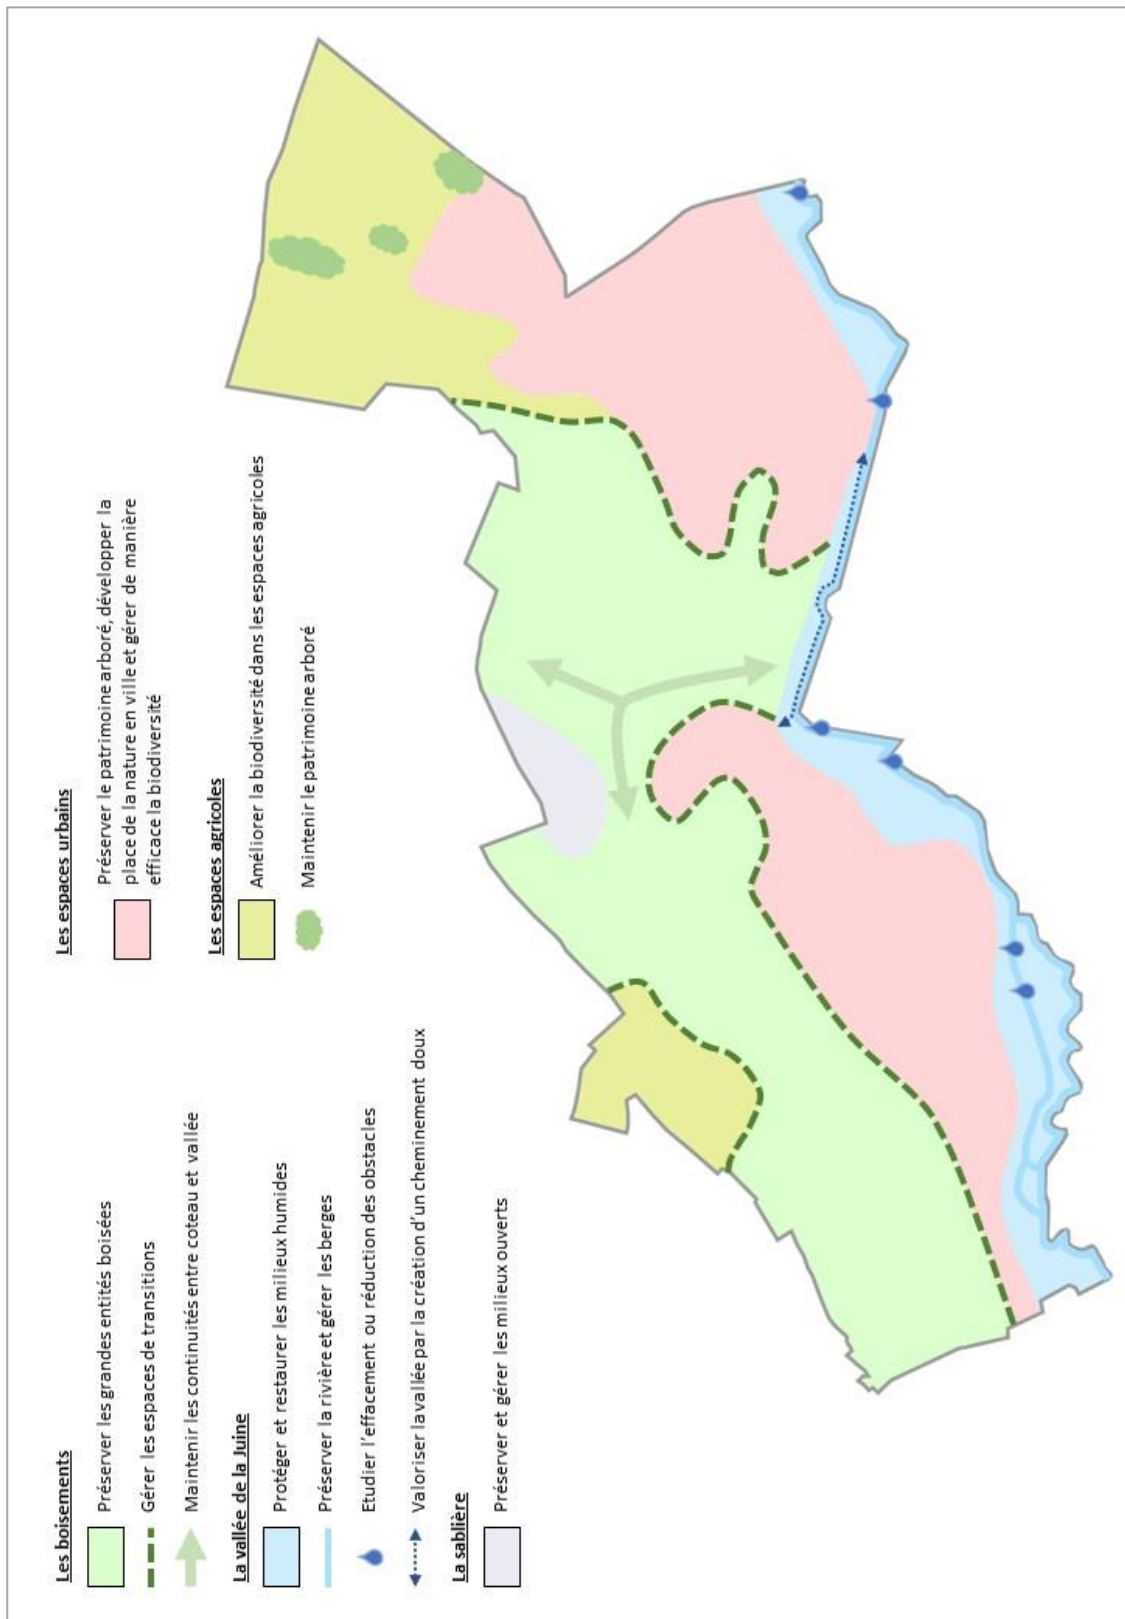 Les boisements
Préserver les grandes entités boisées
Gérer les espaces de transitions
Maintenir les continuités entre coteau et vallée
La vallée de la Juine
Protéger et restaurer les milieux humides
Préserver la rivière et gérer les berges
Etudier l'effacement ou réduction des obstacles
Valoriser la vallée par la création d'un cheminement doux
La sablière
Préserver et gérer les milieux ouverts
Les espaces urbains
Préserver le patrimoine arboré, développer la
place de la nature en ville et gérer de manière
efficace la biodiversité
Les espaces agricoles
Améliorer la biodiversité dans les espaces agricoles
Maintenir le patrimoine arboré